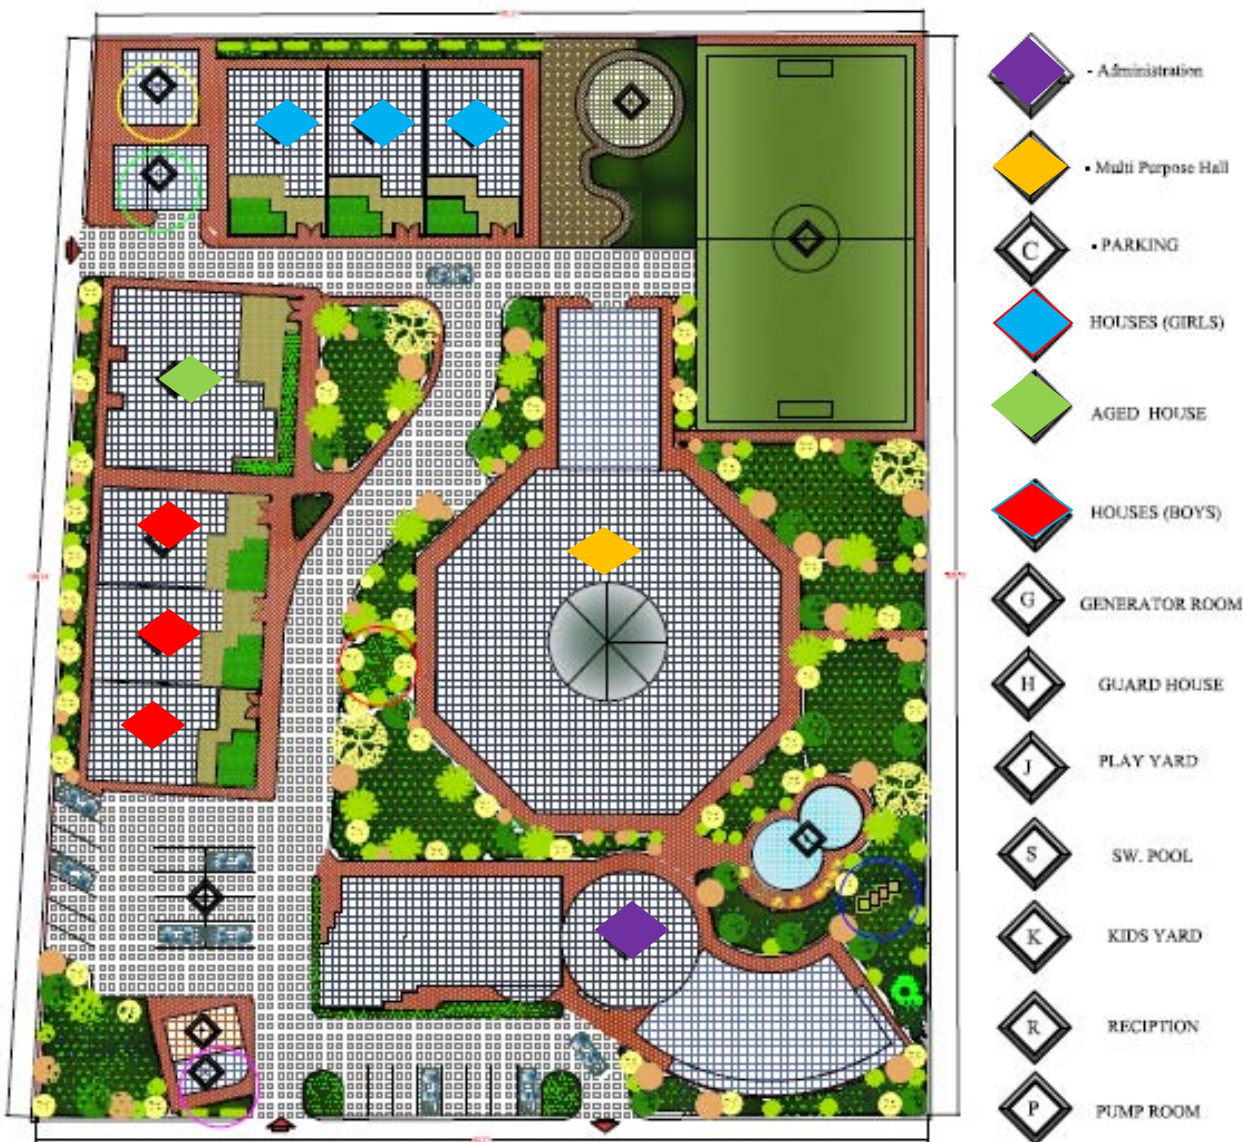 - Administration
• Multi Purpose Hall
C
• PARKING
HOUSES (GIRLS)
AGED HOUSE
HOUSES (BOYS)
G
GENERATOR ROOM
H
GUARD HOUSE
J
PLAY YARD
S
SW. POOL
K
KIDS YARD
R
RECIPTION
P
PUMP ROOM